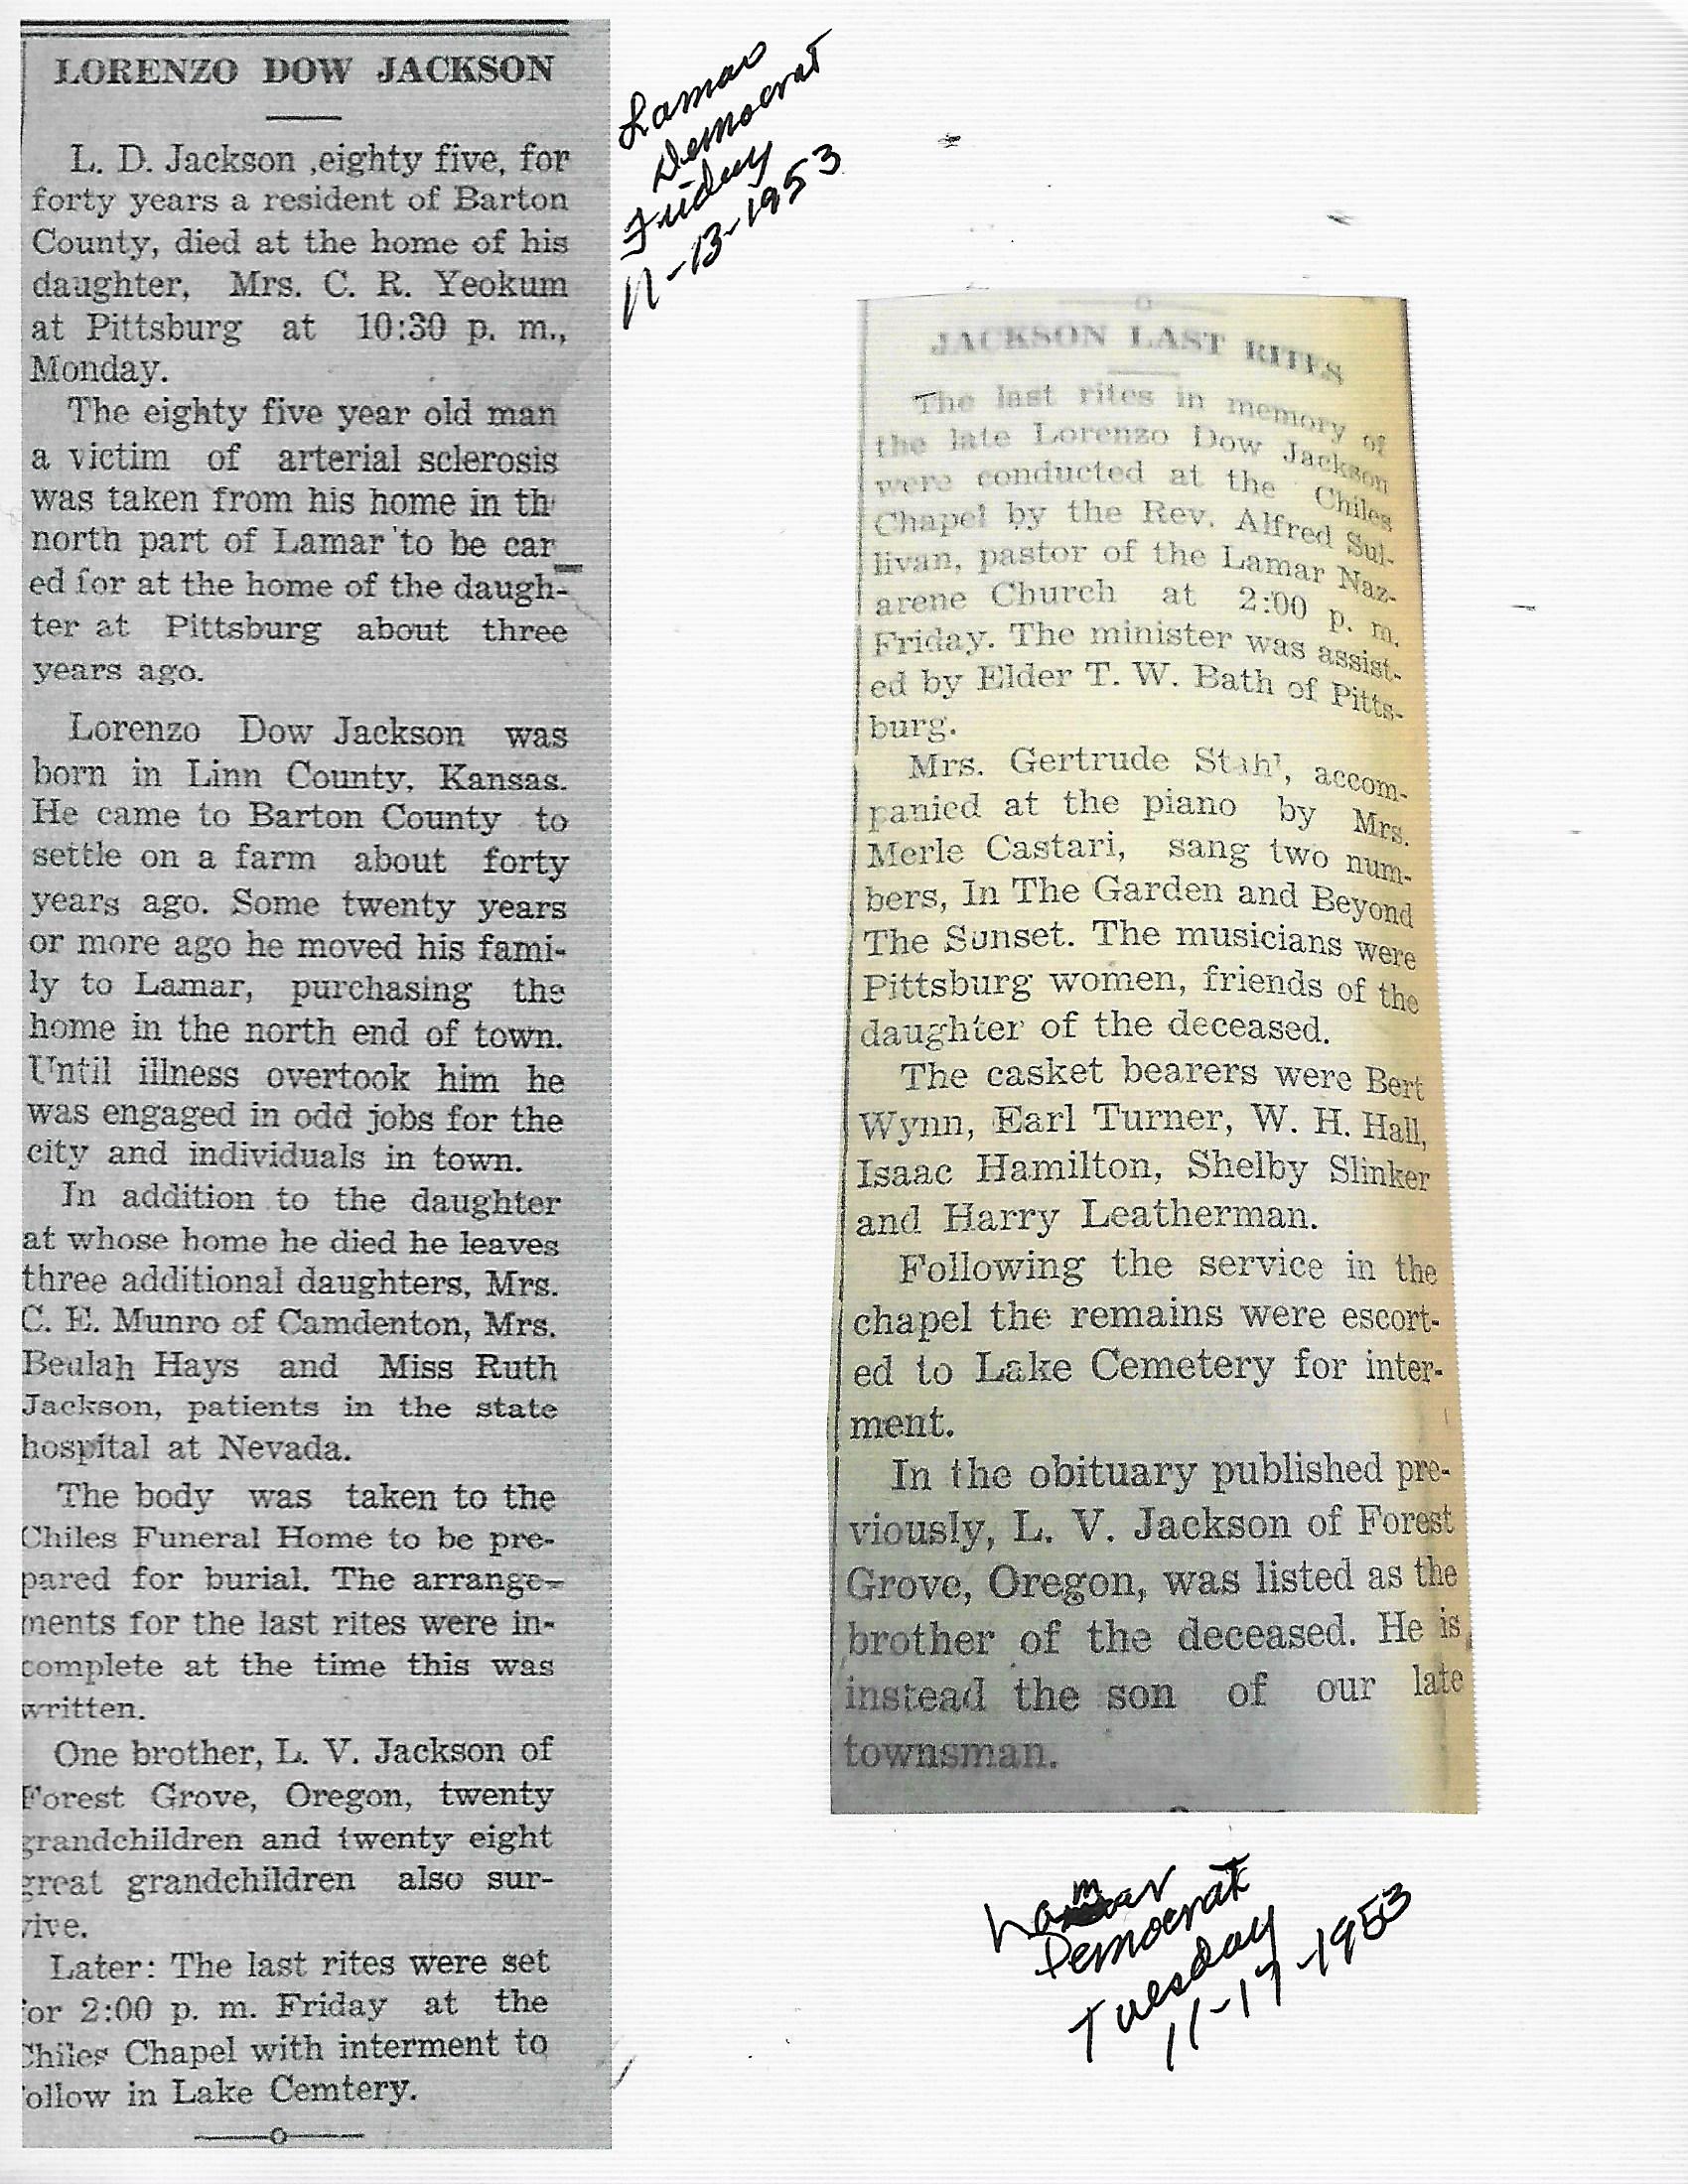 LORENZO DOW JACKSON
L. D. Jackson ,eighty five, for
forty years a resident of Barton
County, died at the home of his
daughter, Mrs. C. R. Yeokum
at Pittsburg at 10:30 p. m.,
Monday.
The eighty five year old man
a victim of arterial sclerosis
was taken from his home in th
north part of Lamar to be car
ed for at the home of the daugh-
ter at Pittsburg about three
years ago.
Lorenzo Dow Jackson was
born in Linn County, Kansas.
He came to Barton County to
settle on a farm about forty
years ago. Some twenty years
or more ago he moved his fami-
ly to Lamar, purchasing the
home in the north end of town.
Until illness overtook him he
was engaged in odd jobs for the
city and individuals in town.
In addition to the daughter
at whose home he died he leaves
three additional daughters, Mrs.
C. E. Munro of Camdenton, Mrs.
Beulah Hays and Miss Ruth
Jackson, patients in the state
hospital at Nevada.
The body was taken to the
Chiles Funeral Home to be pre-
pared for burial. The arrange-
ments for the last rites were in-
complete at the time this was
written.
One brother, L. V. Jackson of
Forest Grove, Oregon, twenty
grandchildren and twenty eight
great grandchildren also sur-
vive.
Later: The last rites were set
for 2:00 p. m. Friday at the
Chiles Chapel with interment to
follow in Lake Cemtery.
Lamar
Democrat
Friday
11-13-1953
JACKSON LAST RITES
The last rites in memory of
the late Lorenzo Dow Jackson
were conducted at the Chiles
Chapel by the Rev. Alfred Sul-
livan, pastor of the Lamar Naz-
arene Church at 2:00 p. m.
Friday. The minister was assist-
ed by Elder T. W. Bath of Pitts-
burg.
Mrs. Gertrude Stahl, accom-
panied at the piano by Mrs.
Merle Castari, sang two num-
bers, In The Garden and Beyond
The Sunset. The musicians were
Pittsburg women, friends of the
daughter of the deceased.
The casket bearers were Bert
Wynn, Earl Turner, W. H. Hall,
Isaac Hamilton, Shelby Slinker
and Harry Leatherman.
Following the service in the
chapel the remains were escort-
ed to Lake Cemetery for inter-
ment.
In the obituary published pre-
viously, L. V. Jackson of Forest
Grove, Oregon, was listed as the
brother of the deceased. He is
instead the son of our late
townsman.
Lamar
Democrat
Tuesday
11-17-1953